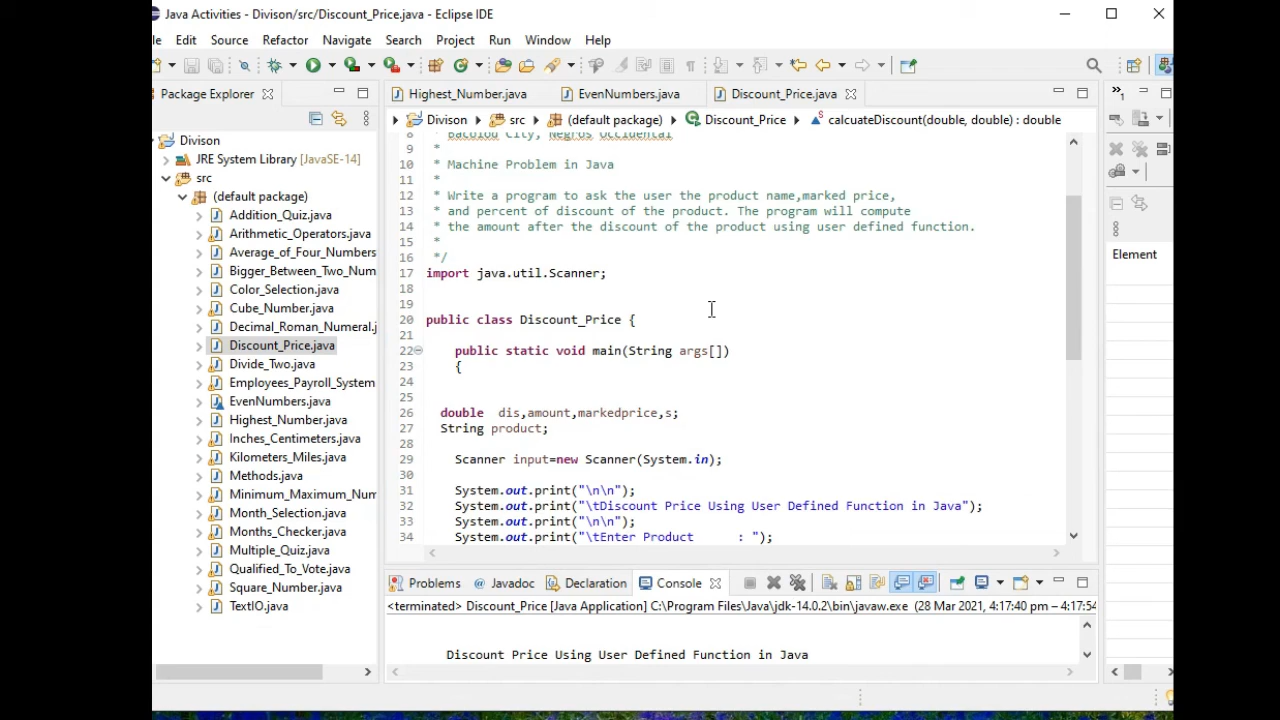 Java Activities - Divison/src/Discount_Price.java - Eclipse IDE
le Edit Source Refactor Navigate Search Project Run Window Help
Package Explorer
Highest_Number.java EvenNumbers.java Discount_Price.java
Divison src (default package) Discount_Price calcuateDiscount(double, double) : double
Divison
JRE System Library [JavaSE-14]
src
(default package)
Addition_Quiz.java
Arithmetic_Operators.java
Average_of_Four_Numbers
Bigger_Between_Two_Num
Color_Selection.java
Cube_Number.java
Decimal_Roman_Numeral.j
Discount_Price.java
Divide_Two.java
Employees_Payroll_System
EvenNumbers.java
Highest_Number.java
Inches_Centimeters.java
Kilometers_Miles.java
Methods.java
Minimum_Maximum_Num
Month_Selection.java
Months_Checker.java
Multiple_Quiz.java
Qualified_To_Vote.java
Square_Number.java
TextIO.java
8 * Bacolod City, Negros Occidental
9 *
10 * Machine Problem in Java
11 *
12 * Write a program to ask the user the product name,marked price,
13 * and percent of discount of the product. The program will compute
14 * the amount after the discount of the product using user defined function.
15 *
16 */
17 import java.util.Scanner;
18
19
20 public class Discount_Price {
21
22 public static void main(String args[])
23 {
24
25
26 double dis,amount,markedprice,s;
27 String product;
28
29 Scanner input=new Scanner(System.in);
30
31 System.out.print("\n\n");
32 System.out.print("\tDiscount Price Using User Defined Function in Java");
33 System.out.print("\n\n");
34 System.out.print("\tEnter Product : ");
Problems Javadoc Declaration Console
<terminated> Discount_Price [Java Application] C:\Program Files\Java\jdk-14.0.2\bin\javaw.exe (28 Mar 2021, 4:17:40 pm – 4:17:54
Discount Price Using User Defined Function in Java
»1
Element